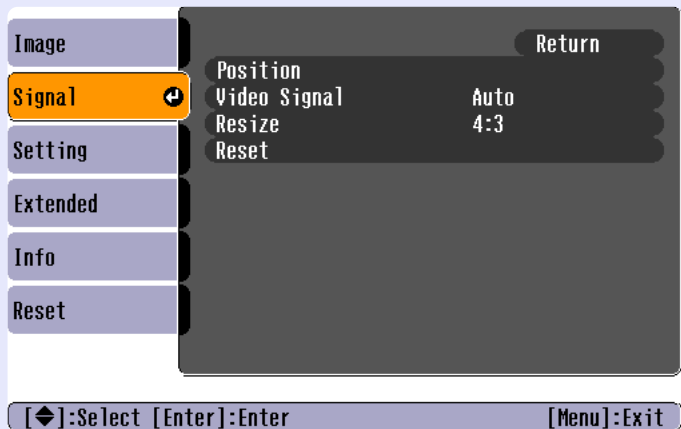 Image
Signal
Setting
Extended
Info
Reset
Return
Position
Video Signal Auto
Resize 4:3
Reset
[◆]:Select [Enter]:Enter [Menu]:Exit